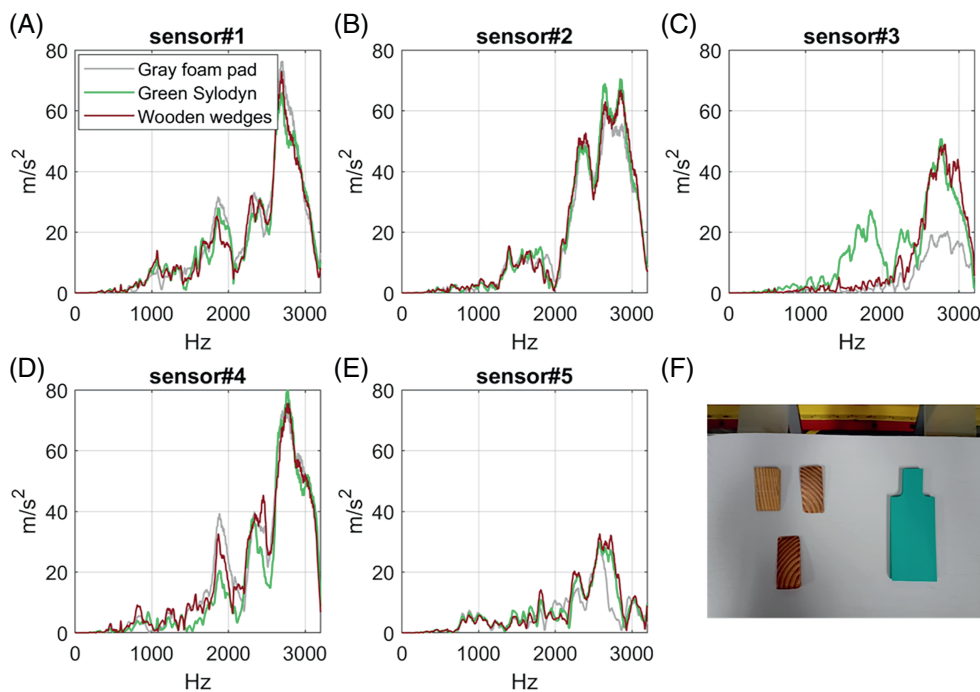 (A)
sensor#1
80
60
40
20
0
m/s²
0 1000 2000 3000
Hz
Gray foam pad
Green Sylodyn
Wooden wedges
(B)
sensor#2
80
60
40
20
0
m/s²
0 1000 2000 3000
Hz
(C)
sensor#3
80
60
40
20
0
m/s²
0 1000 2000 3000
Hz
(D)
sensor#4
80
60
40
20
0
m/s²
0 1000 2000 3000
Hz
(E)
sensor#5
80
60
40
20
0
m/s²
0 1000 2000 3000
Hz
(F)